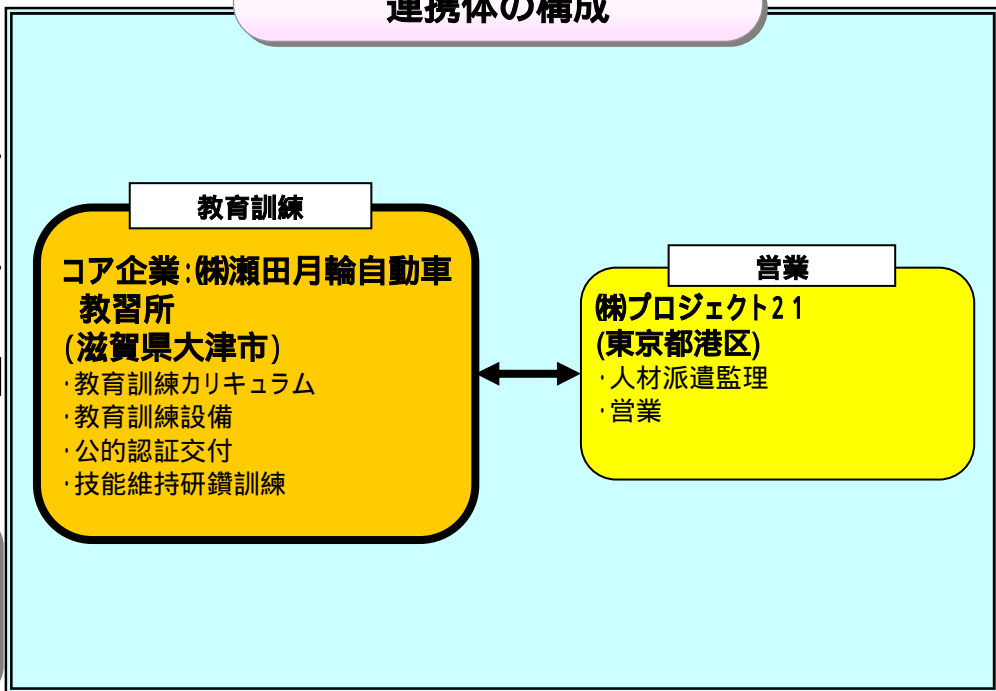 連携体の構成
教育訓練
コア企業:㈱瀬田月輪自動車
教習所
(滋賀県大津市)
・教育訓練カリキュラム
・教育訓練設備
・公的認証交付
・技能維持研鑽訓練
営業
㈱プロジェクト21
(東京都港区)
・人材派遣監理
・営業